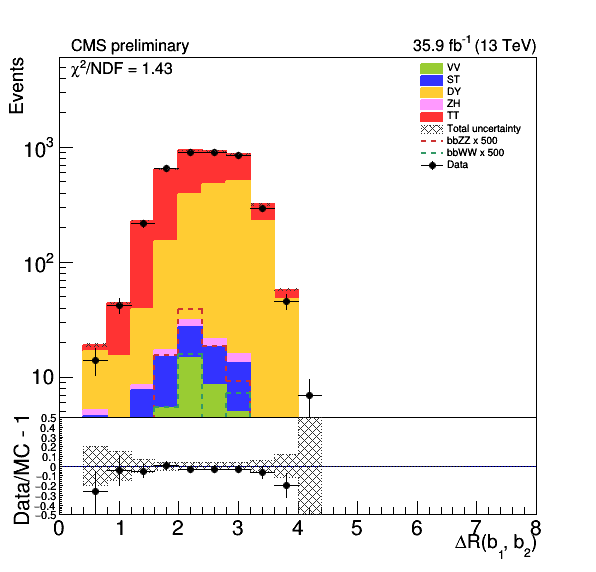 CMS preliminary
35.9 fb⁻¹ (13 TeV)
χ²/NDF = 1.43
Events
VV
ST
DY
ZH
TT
Total uncertainty
bbZZ x 500
bbWW x 500
Data
10³
10²
10
Data/MC - 1
0.5
0.4
0.3
0.2
0.1
0
−0.1
−0.2
−0.3
−0.4
−0.5
0 1 2 3 4 5 6 7 8
ΔR(b₁, b₂)